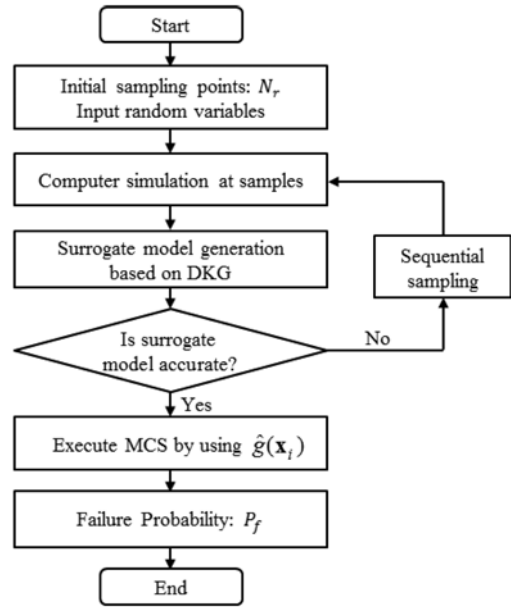 Start
Initial sampling points: N_r
Input random variables
Computer simulation at samples
Surrogate model generation
based on DKG
Sequential
sampling
Is surrogate
model accurate?
No
Yes
Execute MCS by using ĝ(𝐱_i)
Failure Probability: P_f
End